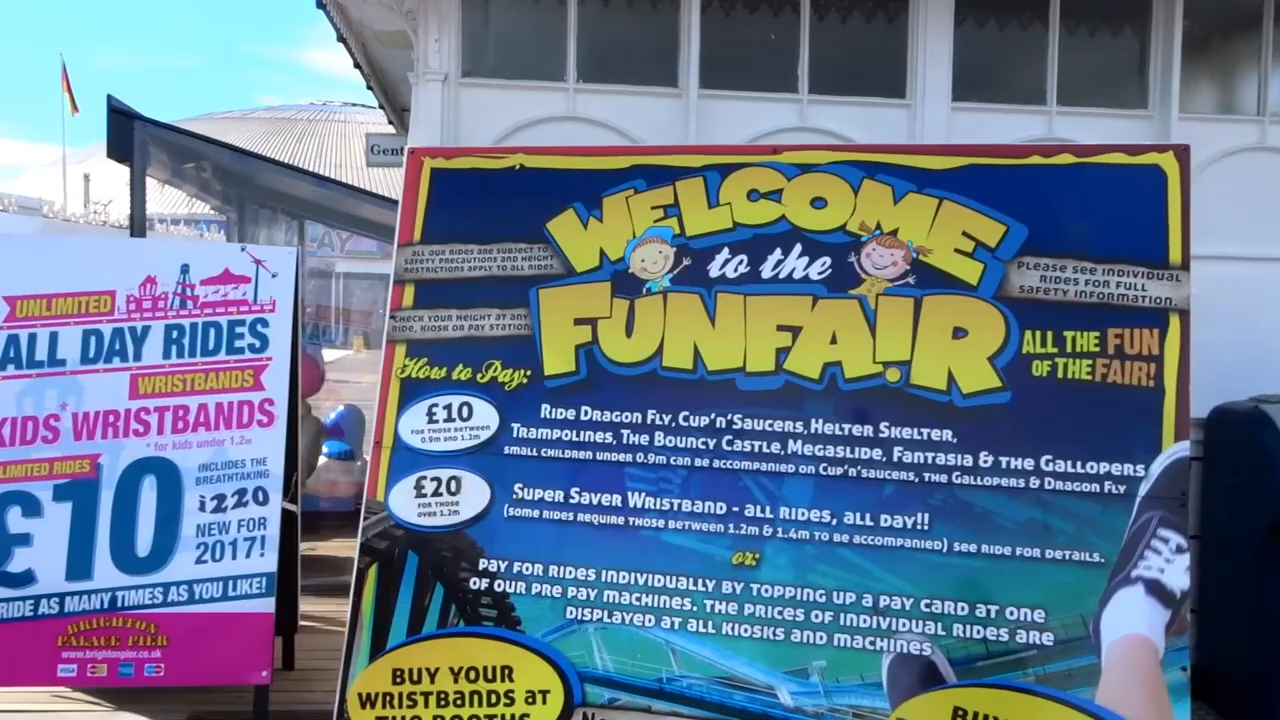 Gent
UNLIMITED
ALL DAY RIDES
WRISTBANDS
KIDS* WRISTBANDS
* for kids under 1.2m
LIMITED RIDES
£10
INCLUDES THE
BREATHTAKING
i220
NEW FOR
2017!
RIDE AS MANY TIMES AS YOU LIKE!
BRIGHTON
PALACE PIER
www.brightonpier.co.uk
VISA
WELCOME
to the
FUNFAIR
ALL OUR RIDES ARE SUBJECT TO
SAFETY PRECAUTIONS AND HEIGHT
RESTRICTIONS APPLY TO ALL RIDES
CHECK YOUR HEIGHT AT ANY
RIDE, KIOSK OR PAY STATION.
PLEASE SEE INDIVIDUAL
RIDES FOR FULL
SAFETY INFORMATION.
ALL THE FUN
OF THE FAIR!
How to Pay:
£10
FOR THOSE BETWEEN
0.9m AND 1.2m
RIDE DRAGON FLY, CUP'N'SAUCERS, HELTER SKELTER,
TRAMPOLINES, THE BOUNCY CASTLE, MEGASLIDE, FANTASIA & THE GALLOPERS
SMALL CHILDREN UNDER 0.9M CAN BE ACCOMPANIED ON CUP'N'SAUCERS, THE GALLOPERS & DRAGON FLY
£20
FOR THOSE
OVER 1.2m
SUPER SAVER WRISTBAND - ALL RIDES, ALL DAY!!
(SOME RIDES REQUIRE THOSE BETWEEN 1.2M & 1.4M TO BE ACCOMPANIED) SEE RIDE FOR DETAILS.
or:
PAY FOR RIDES INDIVIDUALLY BY TOPPING UP A PAY CARD AT ONE
OF OUR PRE PAY MACHINES. THE PRICES OF INDIVIDUAL RIDES ARE
DISPLAYED AT ALL KIOSKS AND MACHINES
BUY YOUR
WRISTBANDS AT
THE BOOTHS
BUY